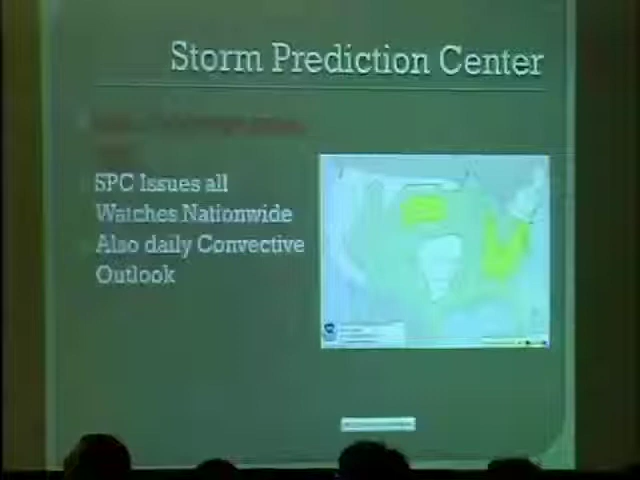 Storm Prediction Center
SPC Issues all
Watches Nationwide
Also daily Convective
Outlook